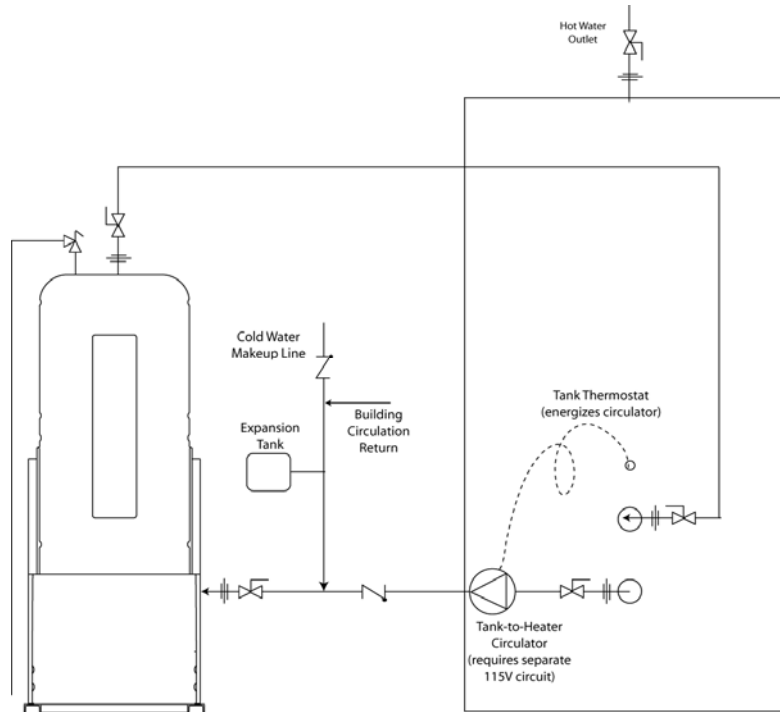 Hot Water
Outlet
Cold Water
Makeup Line
Building
Circulation
Return
Expansion
Tank
Tank Thermostat
(energizes circulator)
Tank-to-Heater
Circulator
(requires separate
115V circuit)